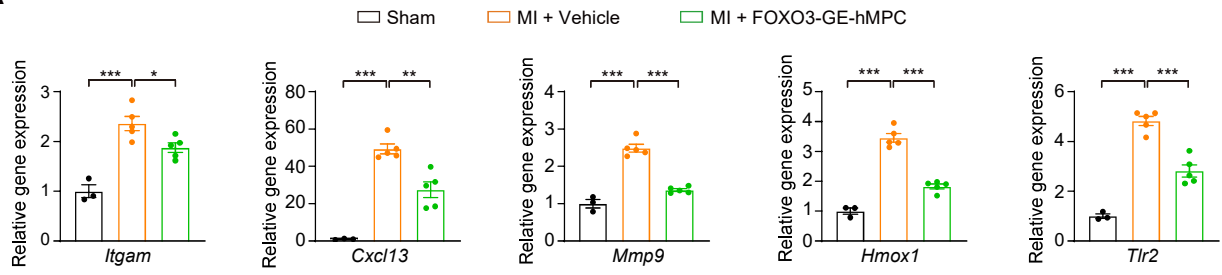 Sham MI + Vehicle MI + FOXO3-GE-hMPC
Relative gene expression
3
2
1
0
*** *
Itgam
Relative gene expression
80
60
40
20
0
*** **
Cxcl13
Relative gene expression
4
3
2
1
0
*** ***
Mmp9
Relative gene expression
5
4
3
2
1
0
*** ***
Hmox1
Relative gene expression
6
4
2
0
*** ***
Tlr2